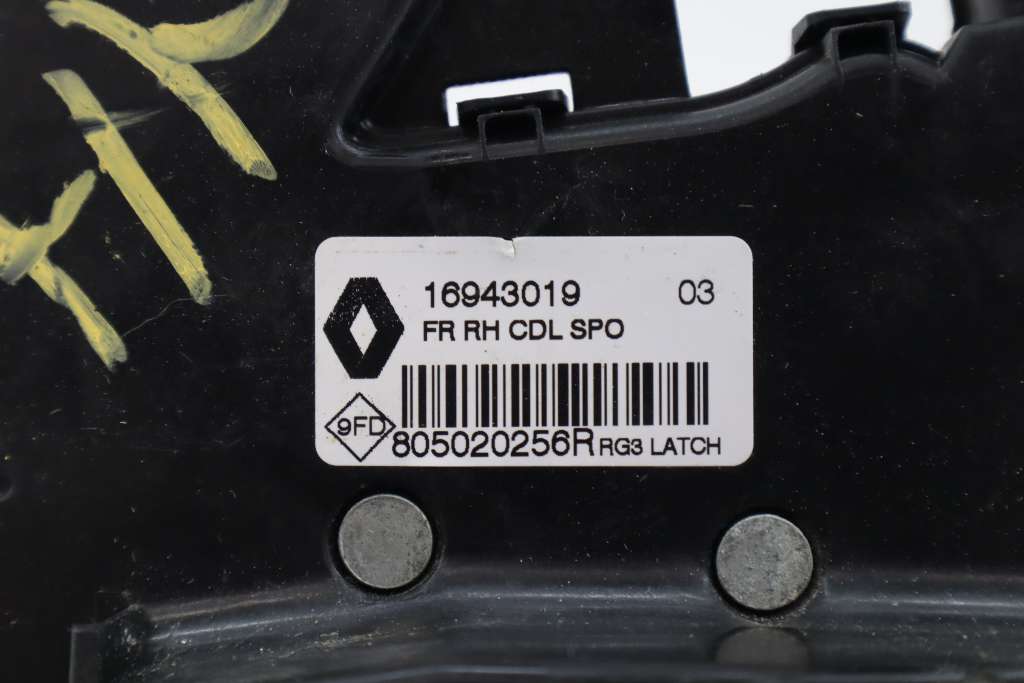 16943019 03
FR RH CDL SPO
9FD
805020256R RG3 LATCH